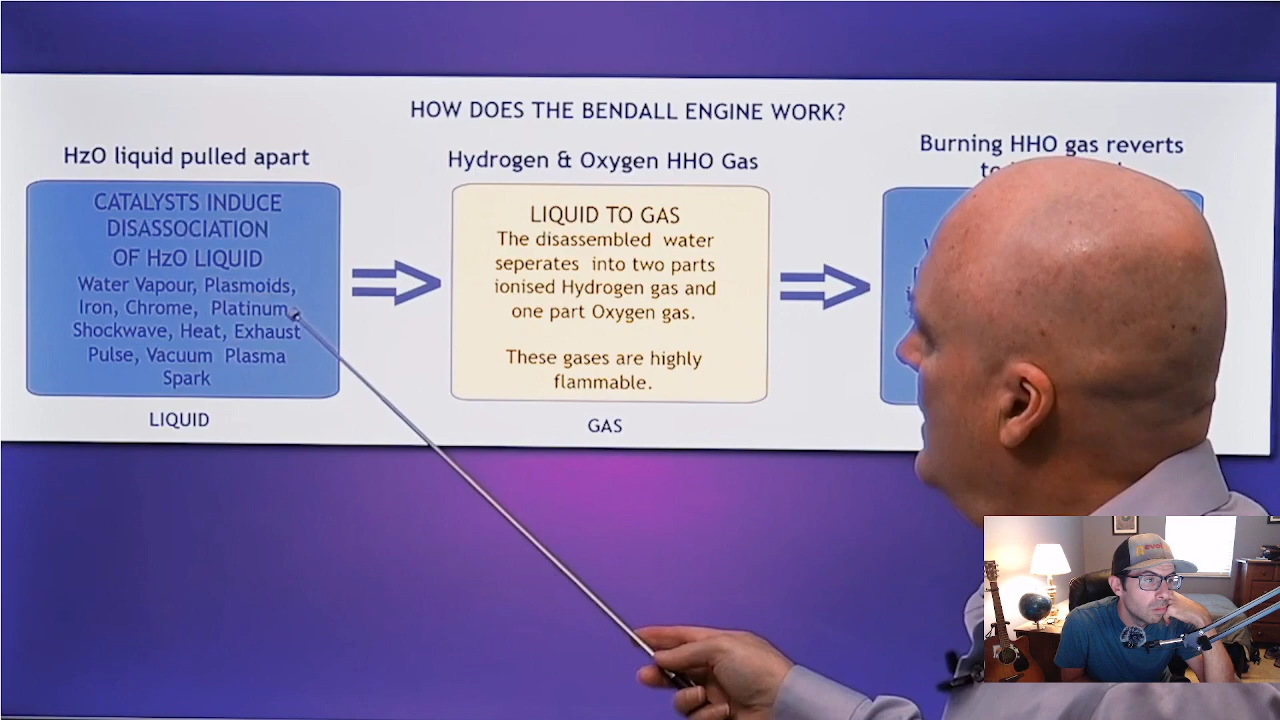 HOW DOES THE BENDALL ENGINE WORK?
HzO liquid pulled apart
CATALYSTS INDUCE
DISASSOCIATION
OF HzO LIQUID
Water Vapour, Plasmoids,
Iron, Chrome, Platinum
Shockwave, Heat, Exhaust
Pulse, Vacuum Plasma
Spark
LIQUID
Hydrogen & Oxygen HHO Gas
LIQUID TO GAS
The disassembled water
seperates into two parts
ionised Hydrogen gas and
one part Oxygen gas.
These gases are highly
flammable.
GAS
Burning HHO gas reverts